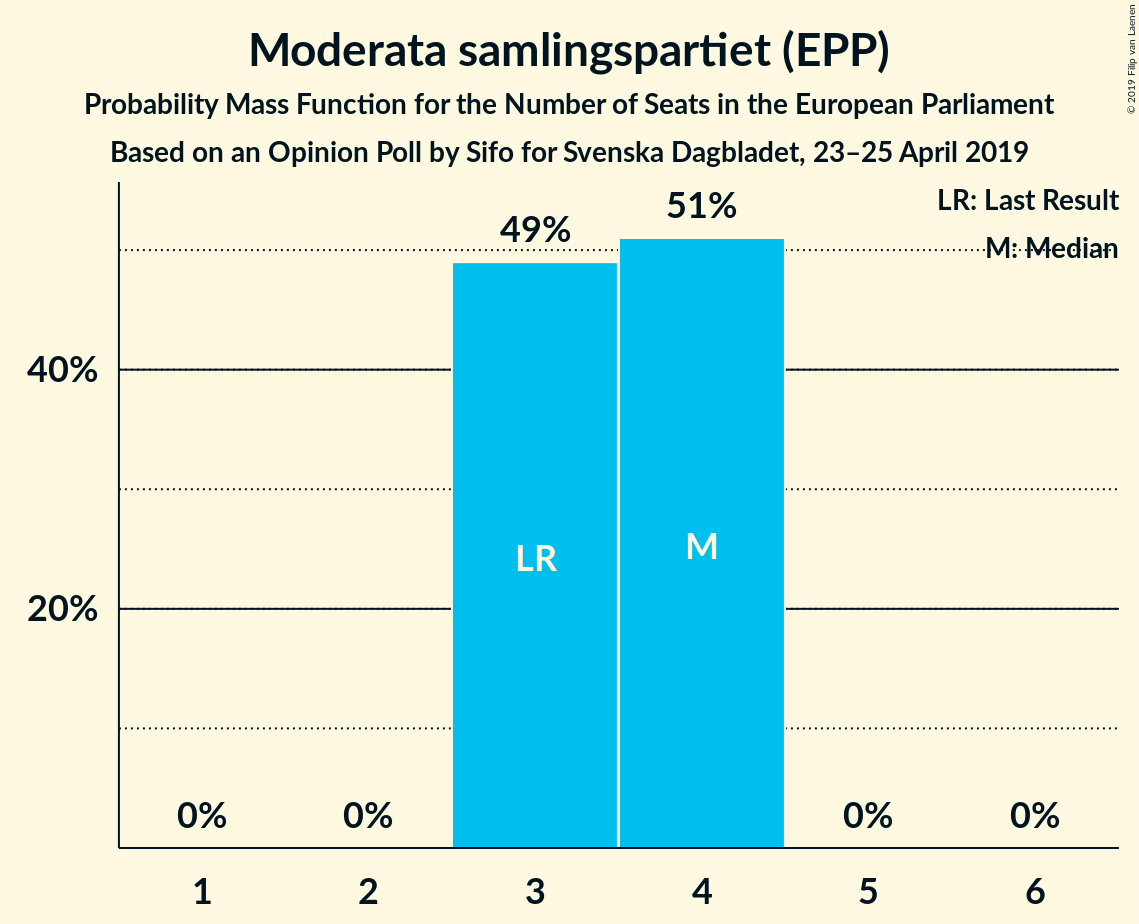 Moderata samlingspartiet (EPP)
Probability Mass Function for the Number of Seats in the European Parliament
Based on an Opinion Poll by Sifo for Svenska Dagbladet, 23–25 April 2019
© 2019 Filip van Laenen
LR: Last Result
M: Median
49%
51%
40%
20%
LR
M
0%
0%
0%
0%
1
2
3
4
5
6